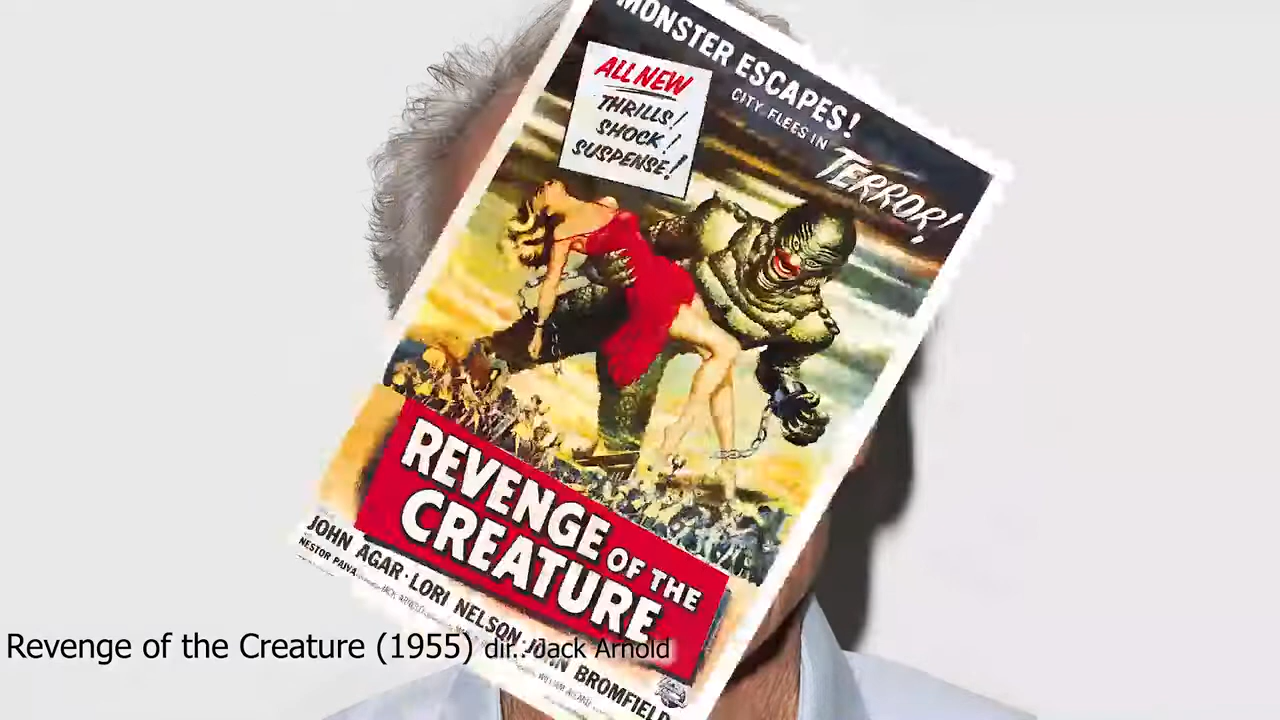 MONSTER ESCAPES!
CITY FLEES IN
TERROR!
ALL NEW
THRILLS!
SHOCK!
SUSPENSE!
REVENGE OF THE
CREATURE
JOHN AGAR · LORI NELSON · JOHN BROMFIELD
NESTOR PAIVA
Revenge of the Creature (1955) dir.: Jack Arnold